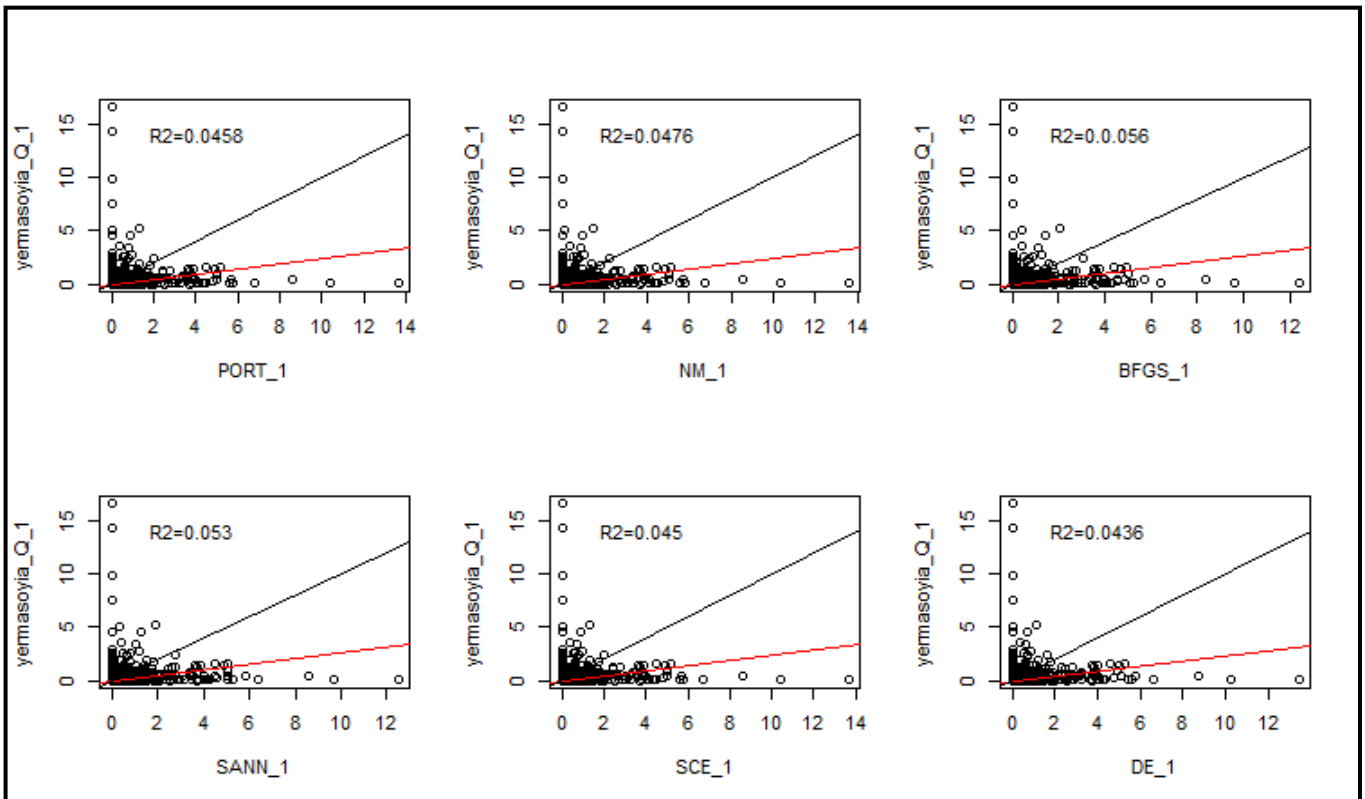 yermasoyia_Q_1
15
10
5
0
R2=0.0458
0 2 4 6 8 10 12 14
PORT_1
yermasoyia_Q_1
15
10
5
0
R2=0.0476
0 2 4 6 8 10 12 14
NM_1
yermasoyia_Q_1
15
10
5
0
R2=0.0.056
0 2 4 6 8 10 12
BFGS_1
yermasoyia_Q_1
15
10
5
0
R2=0.053
0 2 4 6 8 10 12
SANN_1
yermasoyia_Q_1
15
10
5
0
R2=0.045
0 2 4 6 8 10 12 14
SCE_1
yermasoyia_Q_1
15
10
5
0
R2=0.0436
0 2 4 6 8 10 12
DE_1